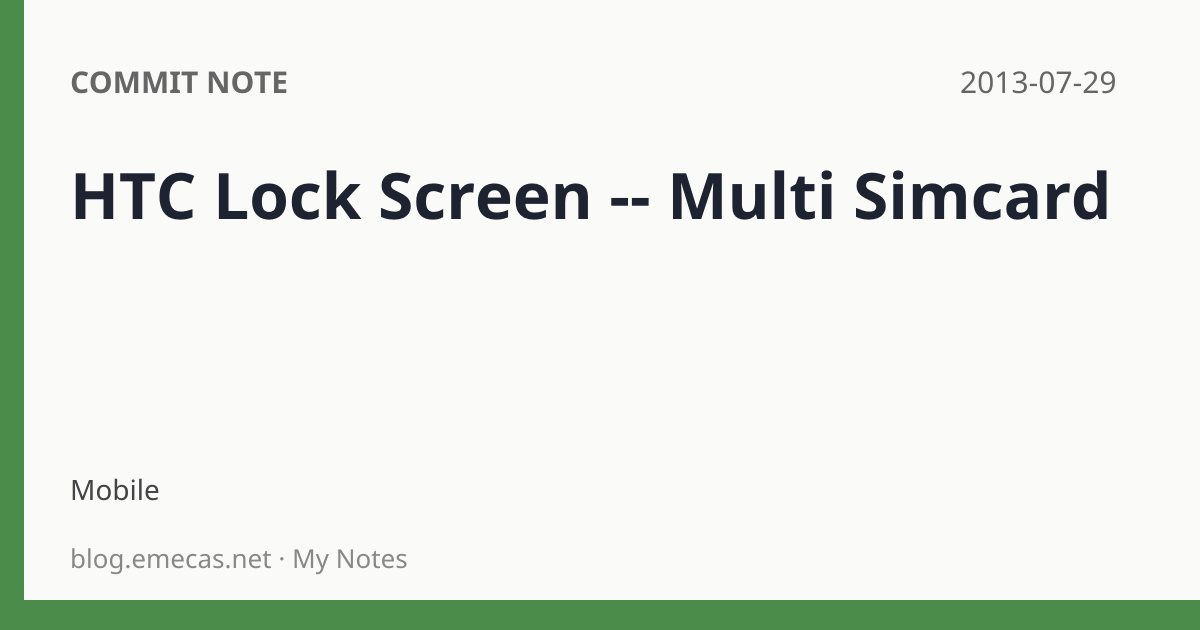 COMMIT NOTE
2013-07-29
HTC Lock Screen -- Multi Simcard
Mobile
blog.emecas.net · My Notes